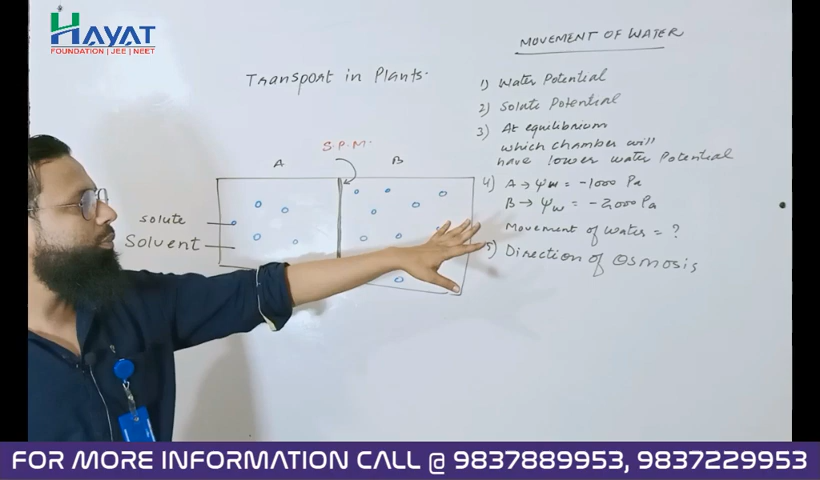 HAYAT
FOUNDATION | JEE | NEET
MOVEMENT OF WATER
Transport in Plants.
1) Water Potential
2) Solute Potential
3) At equilibrium
which chamber will
have lower water Potential
S.P.M.
A
B
4) A → Ψw = -1000 Pa
B → Ψw = -2000 Pa
Movement of water = ?
5) Direction of Osmosis
solute
Solvent
FOR MORE INFORMATION CALL @ 9837889953, 9837229953